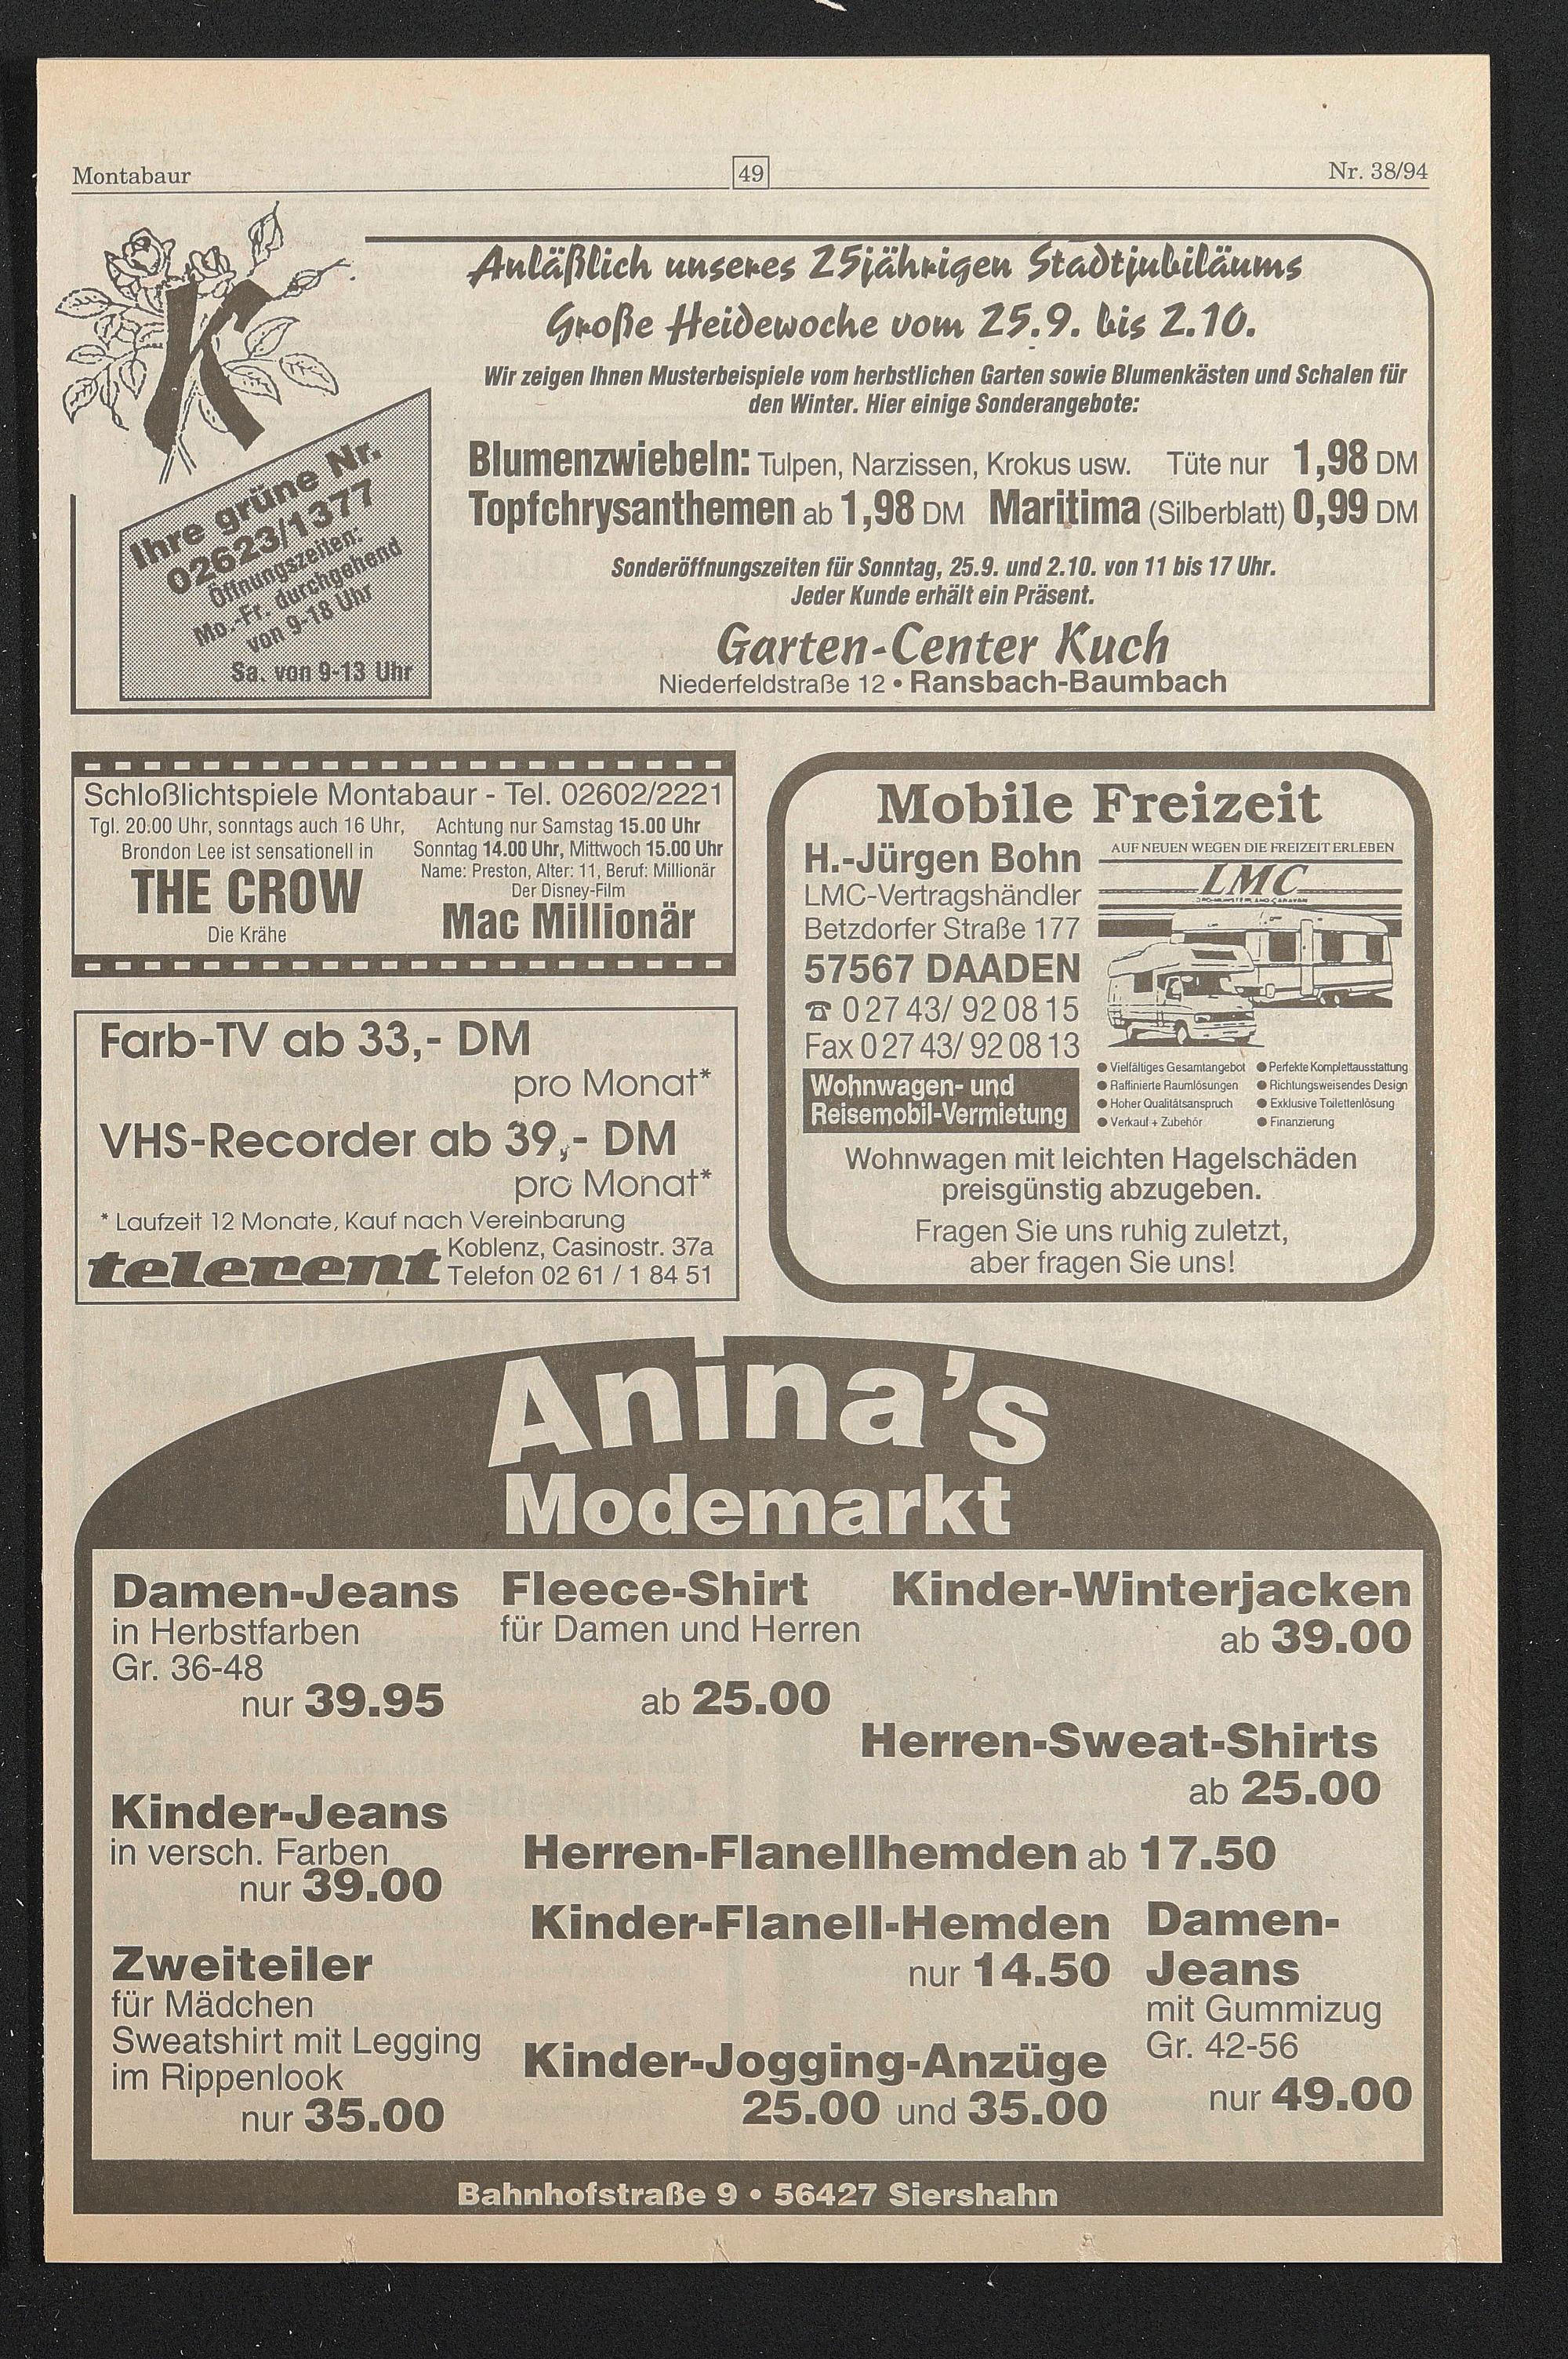 Montabaur
49
Nr. 38/94
K
Anläßlich unseres 25jährigen Stadtjubiläums
Große Heidewoche vom 25.9. bis 2.10.
Wir zeigen Ihnen Musterbeispiele vom herbstlichen Garten sowie Blumenkästen und Schalen für
den Winter. Hier einige Sonderangebote:
Blumenzwiebeln: Tulpen, Narzissen, Krokus usw. Tüte nur 1,98 DM
Topfchrysanthemen ab 1,98 DM Maritima (Silberblatt) 0,99 DM
Sonderöffnungszeiten für Sonntag, 25.9. und 2.10. von 11 bis 17 Uhr.
Jeder Kunde erhält ein Präsent.
Garten-Center Kuch
Niederfeldstraße 12 • Ransbach-Baumbach
Ihre grüne Nr.
02623/1377
Öffnungszeiten:
Mo.-Fr. durchgehend
von 9-18 Uhr
Sa. von 9-13 Uhr
Schloßlichtspiele Montabaur - Tel. 02602/2221
Tgl. 20.00 Uhr, sonntags auch 16 Uhr,
Brondon Lee ist sensationell in
THE CROW
Die Krähe
Achtung nur Samstag 15.00 Uhr
Sonntag 14.00 Uhr, Mittwoch 15.00 Uhr
Name: Preston, Alter: 11, Beruf: Millionär
Der Disney-Film
Mac Millionär
Farb-TV ab 33,- DM
pro Monat*
VHS-Recorder ab 39,- DM
pro Monat*
* Laufzeit 12 Monate, Kauf nach Vereinbarung
telerent
Koblenz, Casinostr. 37a
Telefon 02 61 / 1 84 51
Mobile Freizeit
H.-Jürgen Bohn
LMC-Vertragshändler
Betzdorfer Straße 177
57567 DAADEN
☎ 0 27 43/ 92 08 15
Fax 0 27 43/ 92 08 13
Wohnwagen- und
Reisemobil-Vermietung
AUF NEUEN WEGEN DIE FREIZEIT ERLEBEN
LMC
● Vielfältiges Gesamtangebot
● Raffinierte Raumlösungen
● Hoher Qualitätsanspruch
● Verkauf + Zubehör
● Perfekte Komplettausstattung
● Richtungsweisendes Design
● Exklusive Toilettenlösung
● Finanzierung
Wohnwagen mit leichten Hagelschäden
preisgünstig abzugeben.
Fragen Sie uns ruhig zuletzt,
aber fragen Sie uns!
Anina's
Modemarkt
Damen-Jeans
in Herbstfarben
Gr. 36-48
nur 39.95
Fleece-Shirt
für Damen und Herren
ab 25.00
Kinder-Winterjacken
ab 39.00
Herren-Sweat-Shirts
ab 25.00
Kinder-Jeans
in versch. Farben
nur 39.00
Herren-Flanellhemden ab 17.50
Kinder-Flanell-Hemden
nur 14.50
Damen-
Jeans
mit Gummizug
Gr. 42-56
nur 49.00
Zweiteiler
für Mädchen
Sweatshirt mit Legging
im Rippenlook
nur 35.00
Kinder-Jogging-Anzüge
25.00 und 35.00
Bahnhofstraße 9 • 56427 Siershahn